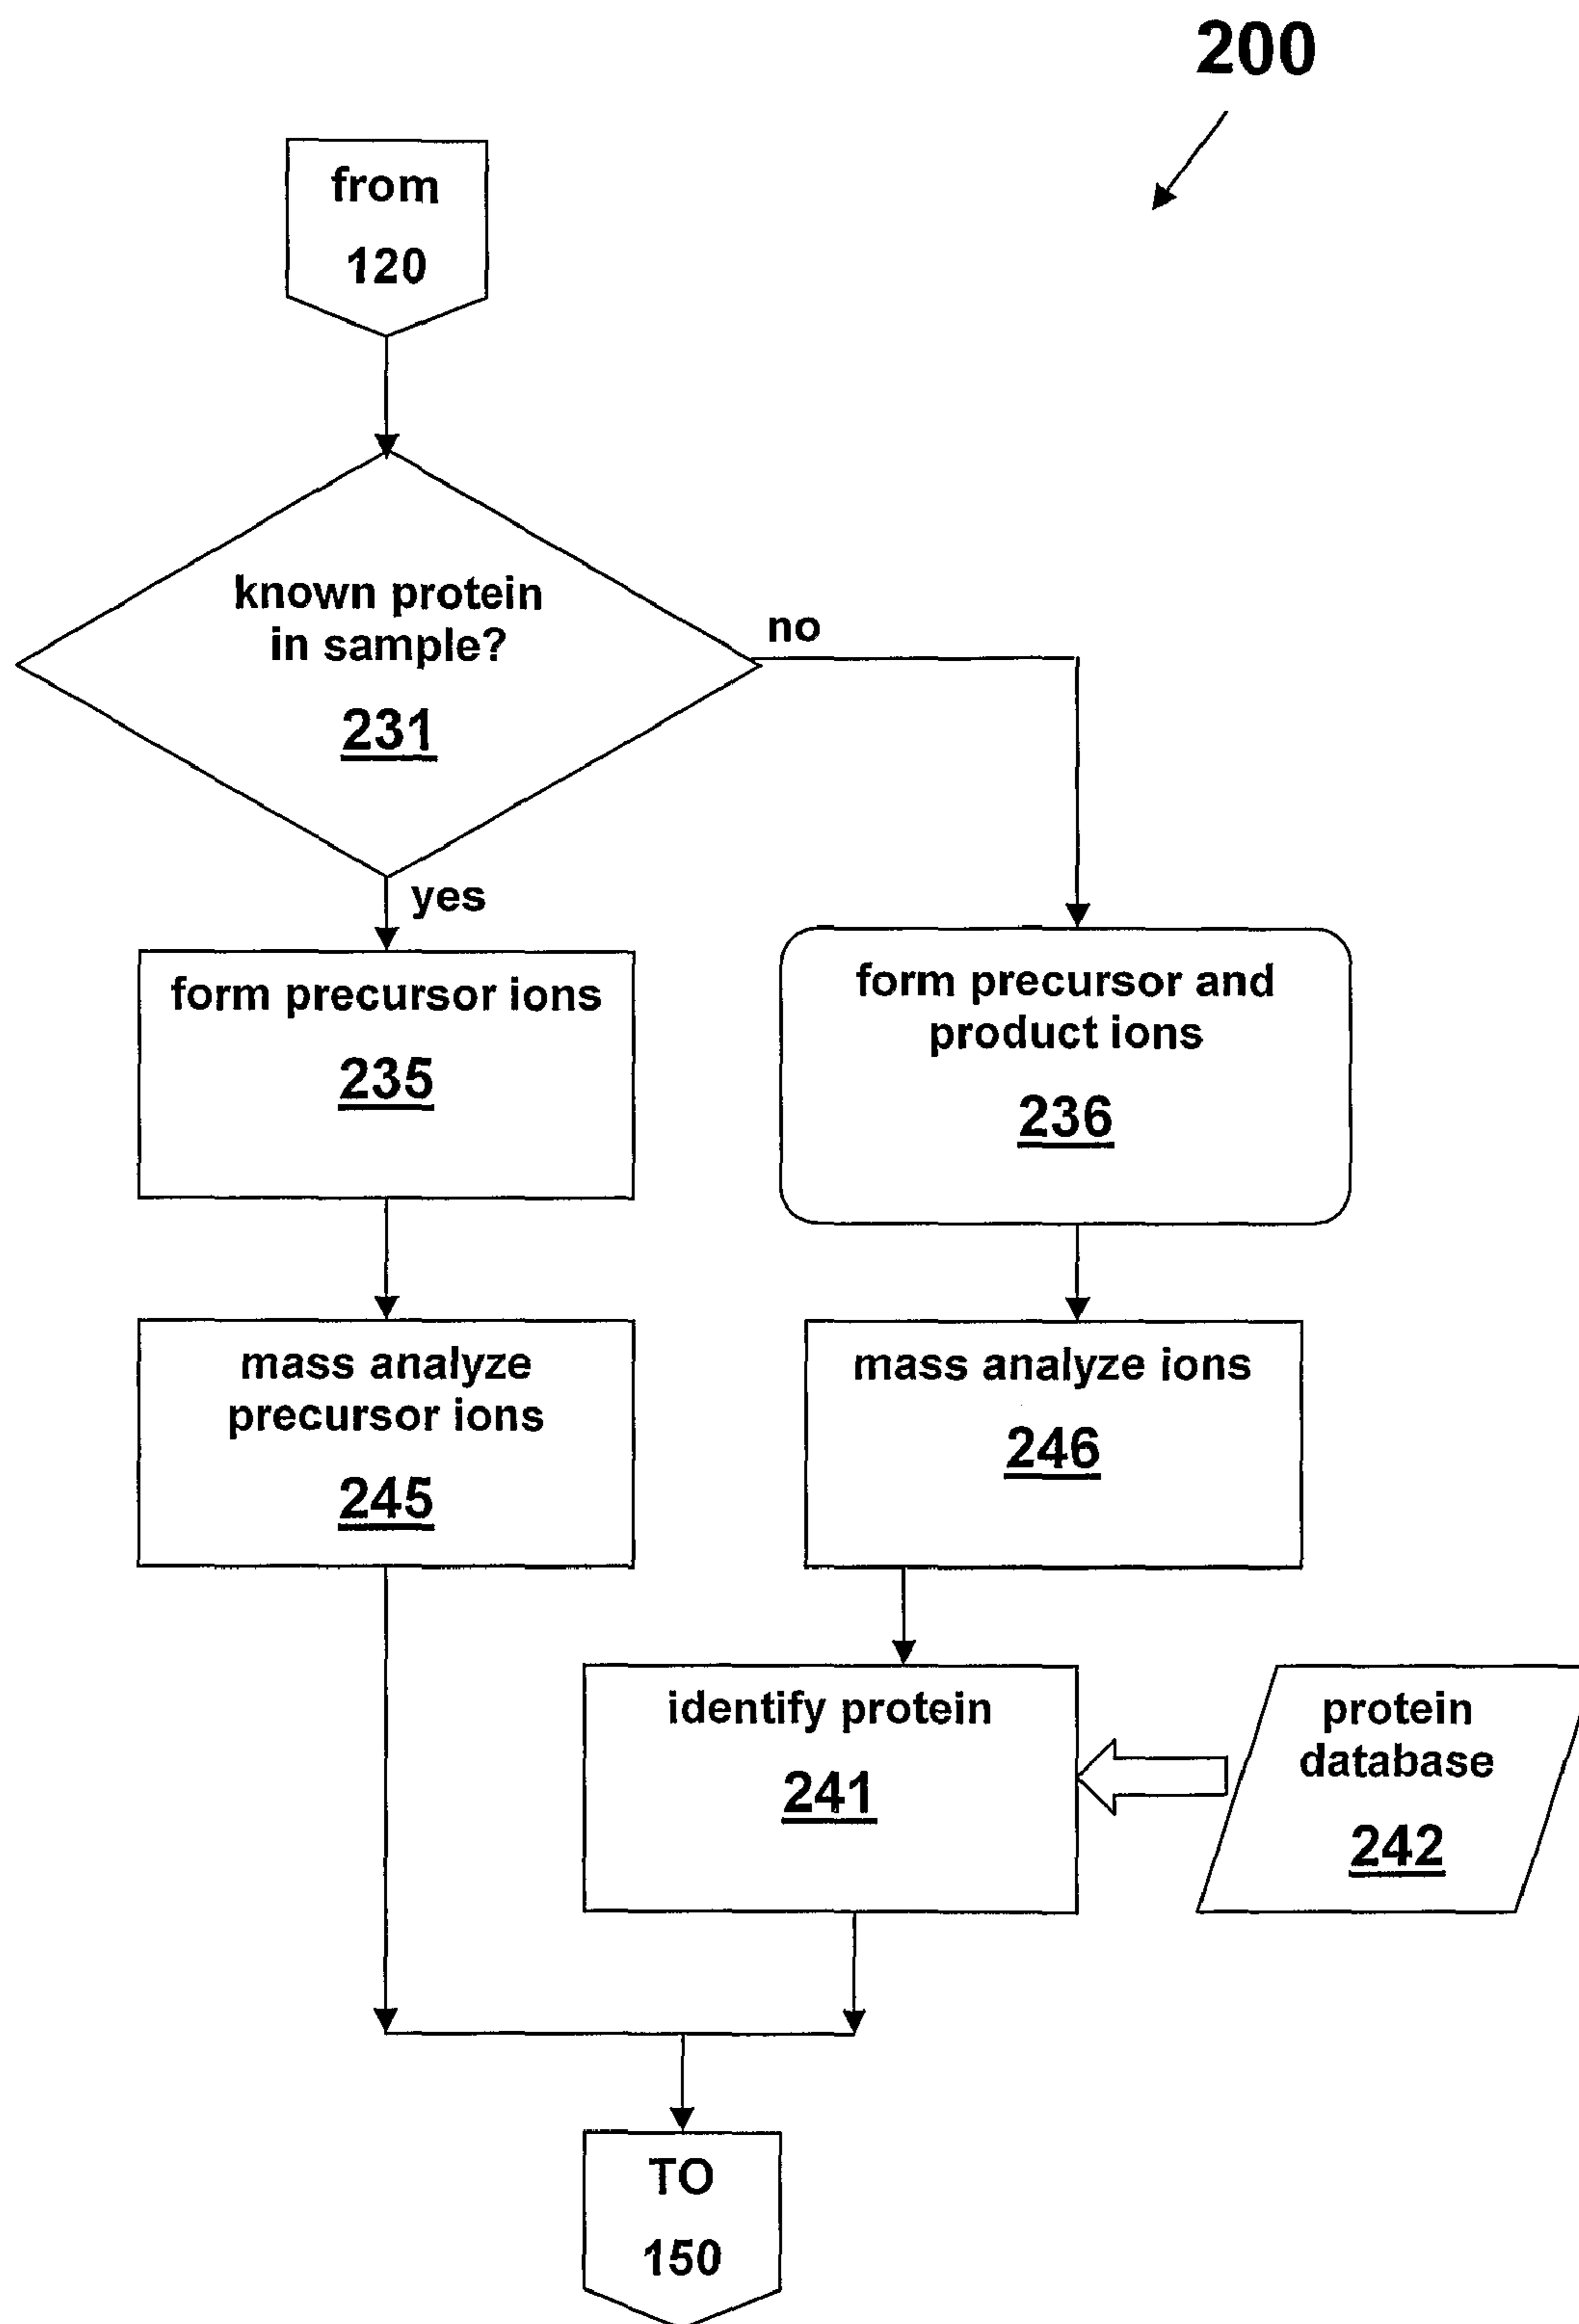 200
from
120
known protein
in sample?
231
no
yes
form precursor ions
235
form precursor and
product ions
236
mass analyze
precursor ions
245
mass analyze ions
246
identify protein
241
protein
database
242
TO
150